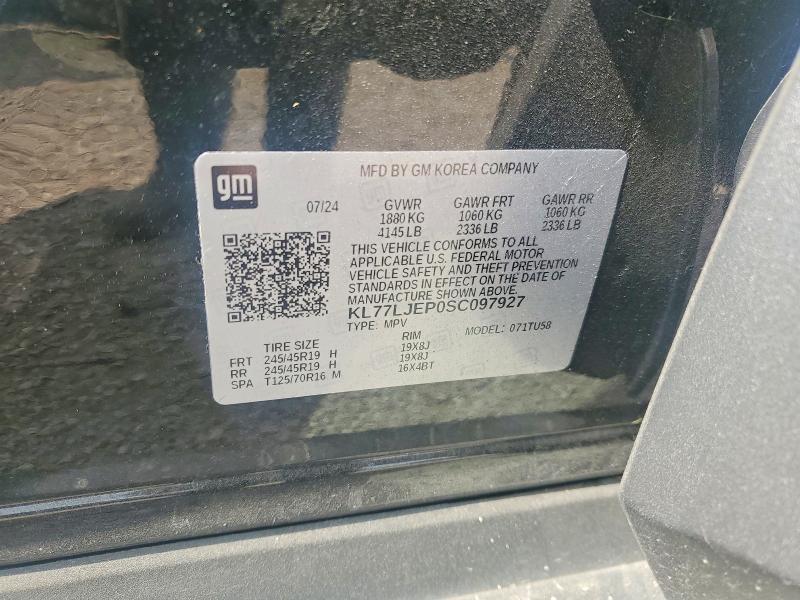 gm
MFD BY GM KOREA COMPANY
07/24 GVWR GAWR FRT GAWR RR
1880 KG 1060 KG 1060 KG
4145 LB 2336 LB 2336 LB
THIS VEHICLE CONFORMS TO ALL
APPLICABLE U.S. FEDERAL MOTOR
VEHICLE SAFETY AND THEFT PREVENTION
STANDARDS IN EFFECT ON THE DATE OF
MANUFACTURE SHOWN ABOVE.
KL77LJEP0SC097927
TYPE: MPV MODEL: 071TU58
TIRE SIZE RIM
FRT 245/45R19 H 19X8J
RR 245/45R19 H 19X8J
SPA T125/70R16 M 16X4BT